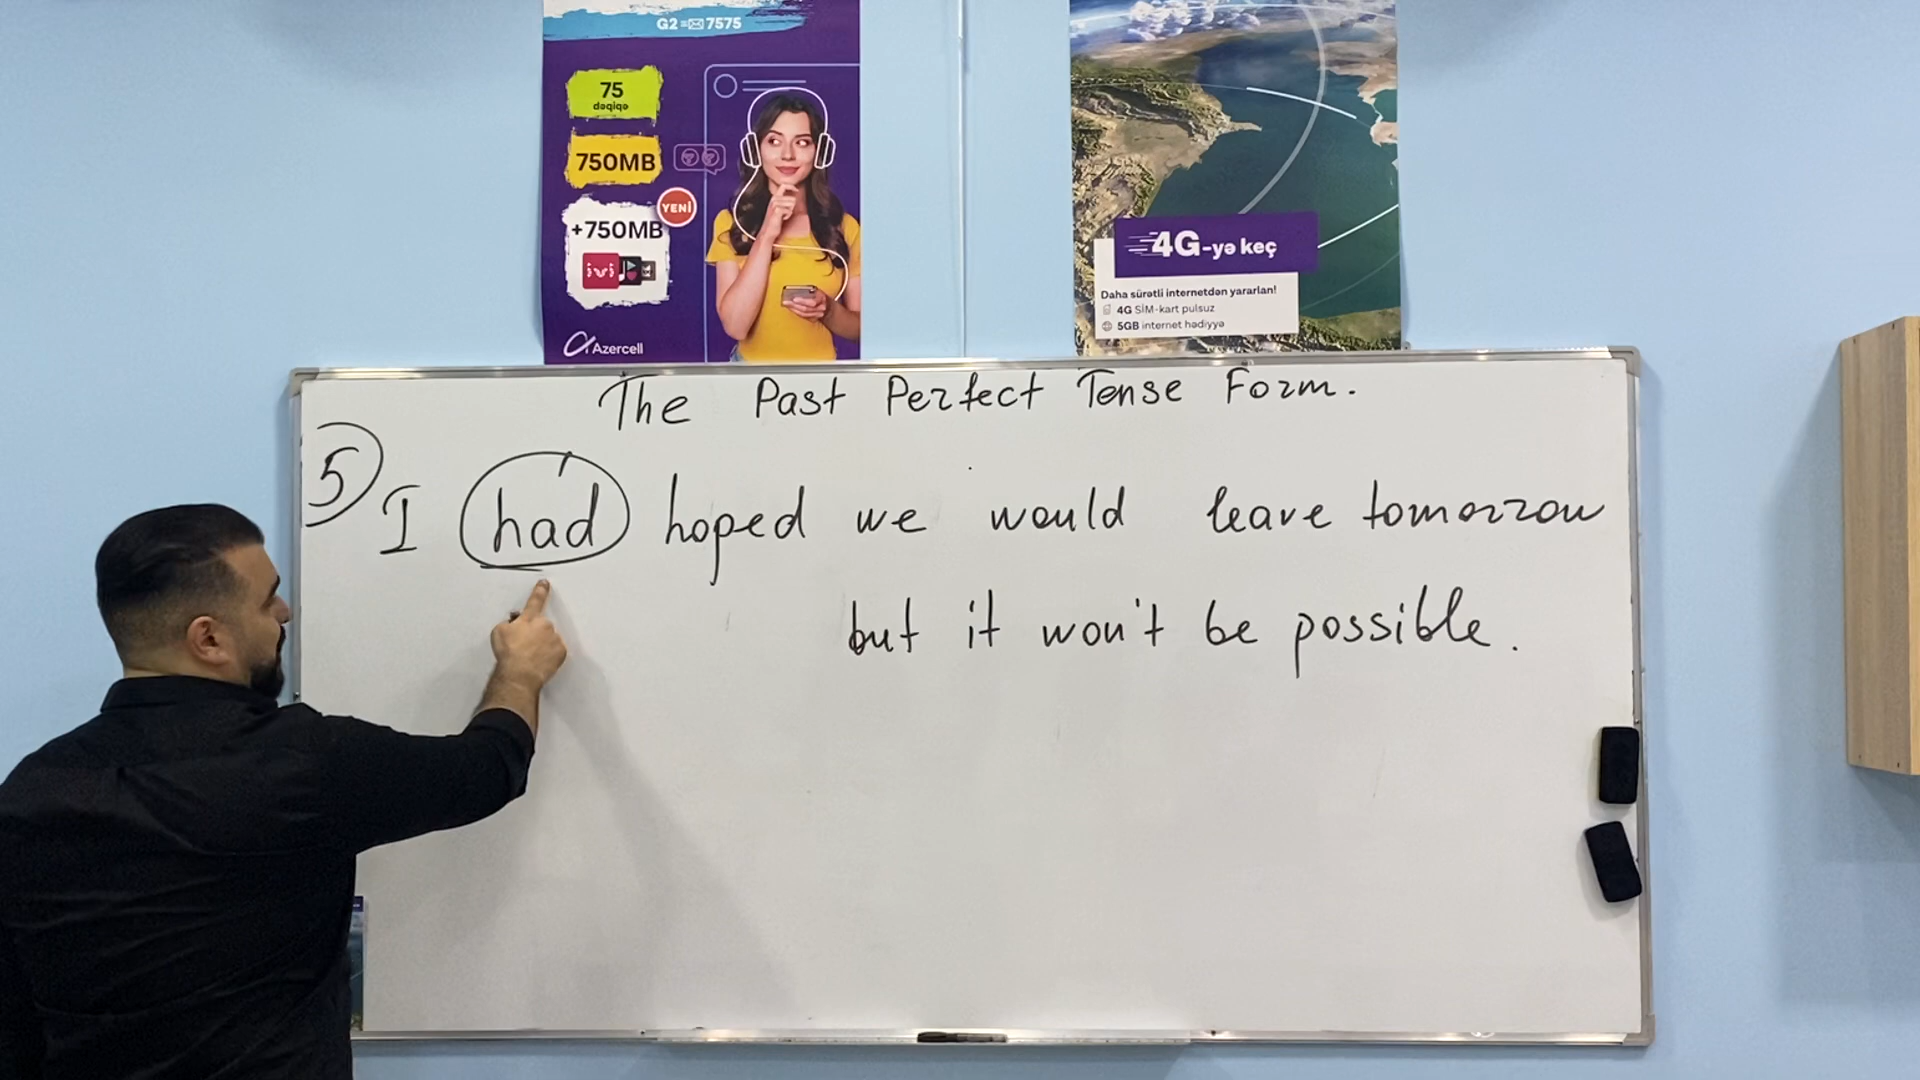 G2 = 7575
75
dəqiqə
750MB
YENİ
+750MB
ivi
Azercell
4G-yə keç
Daha sürətli internetdən yararlan!
4G SİM-kart pulsuz
5GB internet hədiyyə
The Past Perfect Tense Form.
5) I had hoped we would leave tomorrow
but it won't be possible.